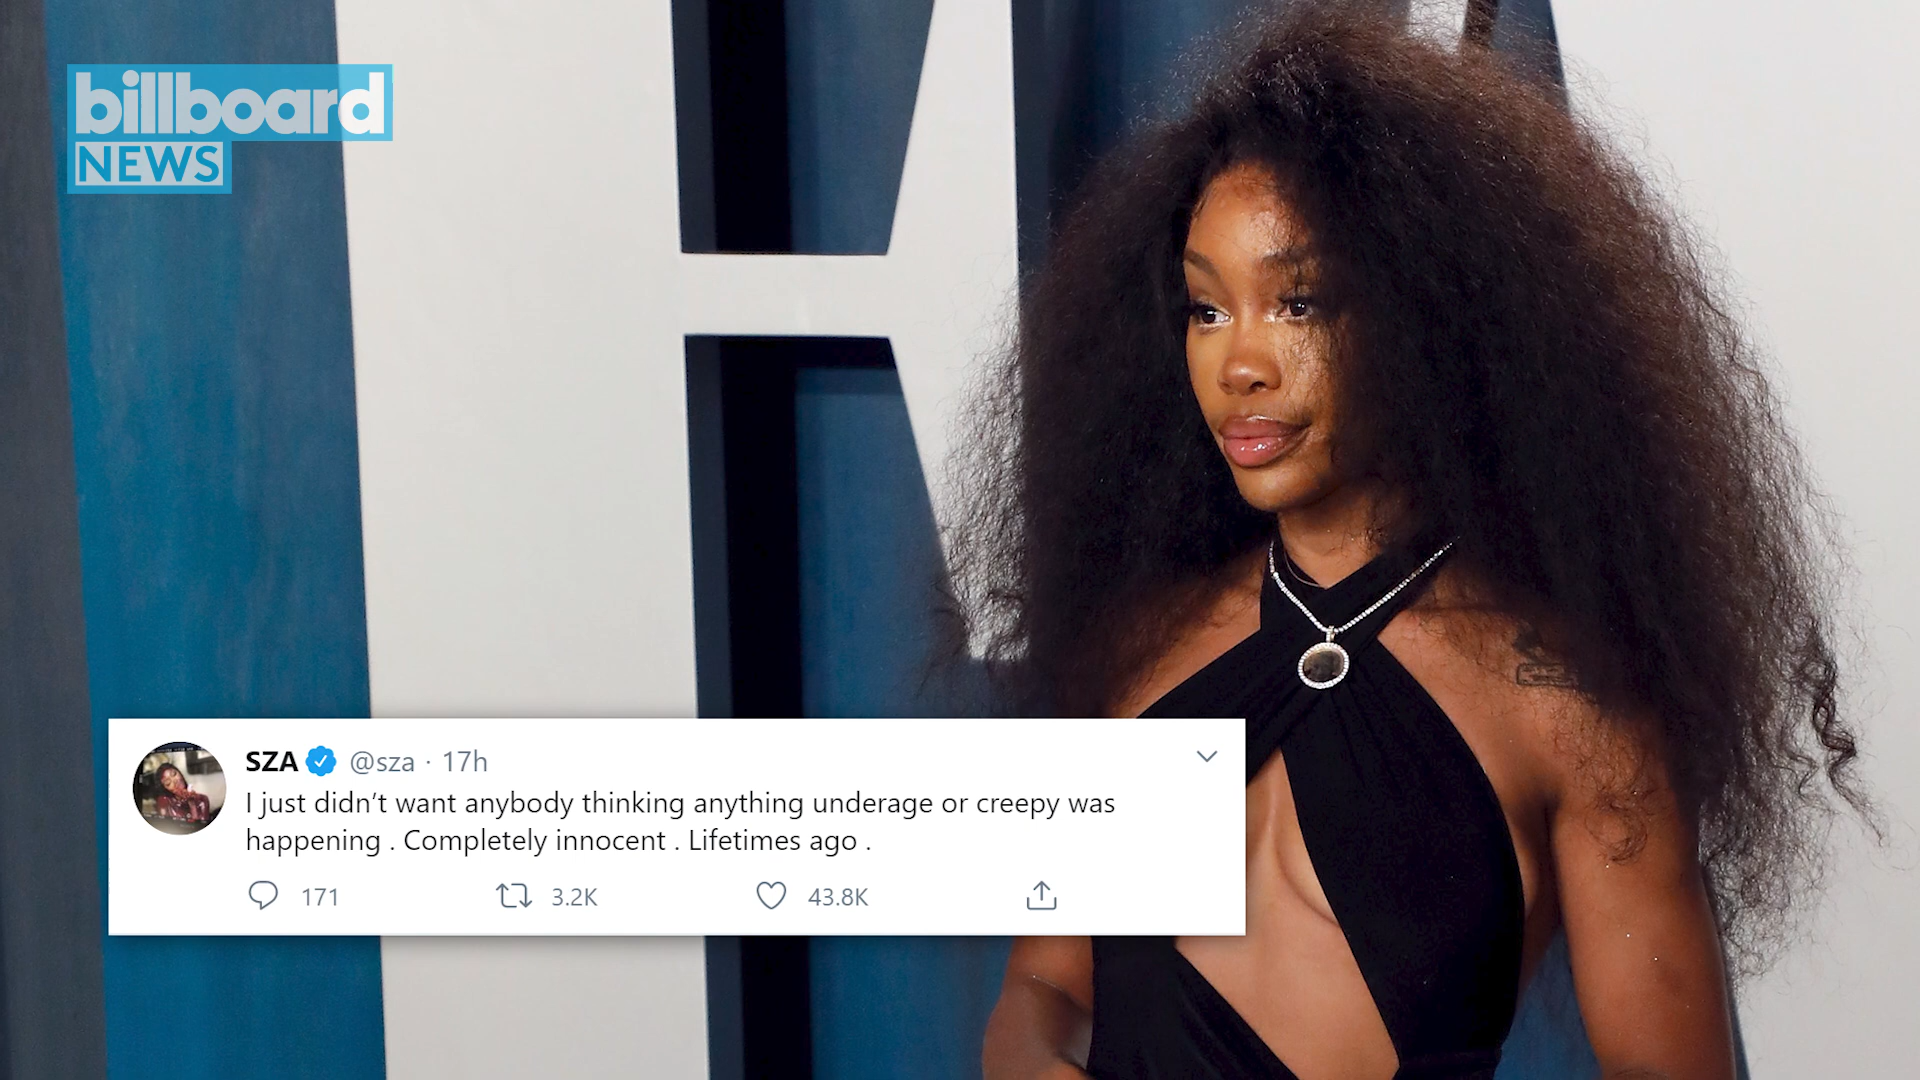 billboard
NEWS
SZA @sza · 17h
I just didn’t want anybody thinking anything underage or creepy was
happening . Completely innocent . Lifetimes ago .
171 3.2K 43.8K